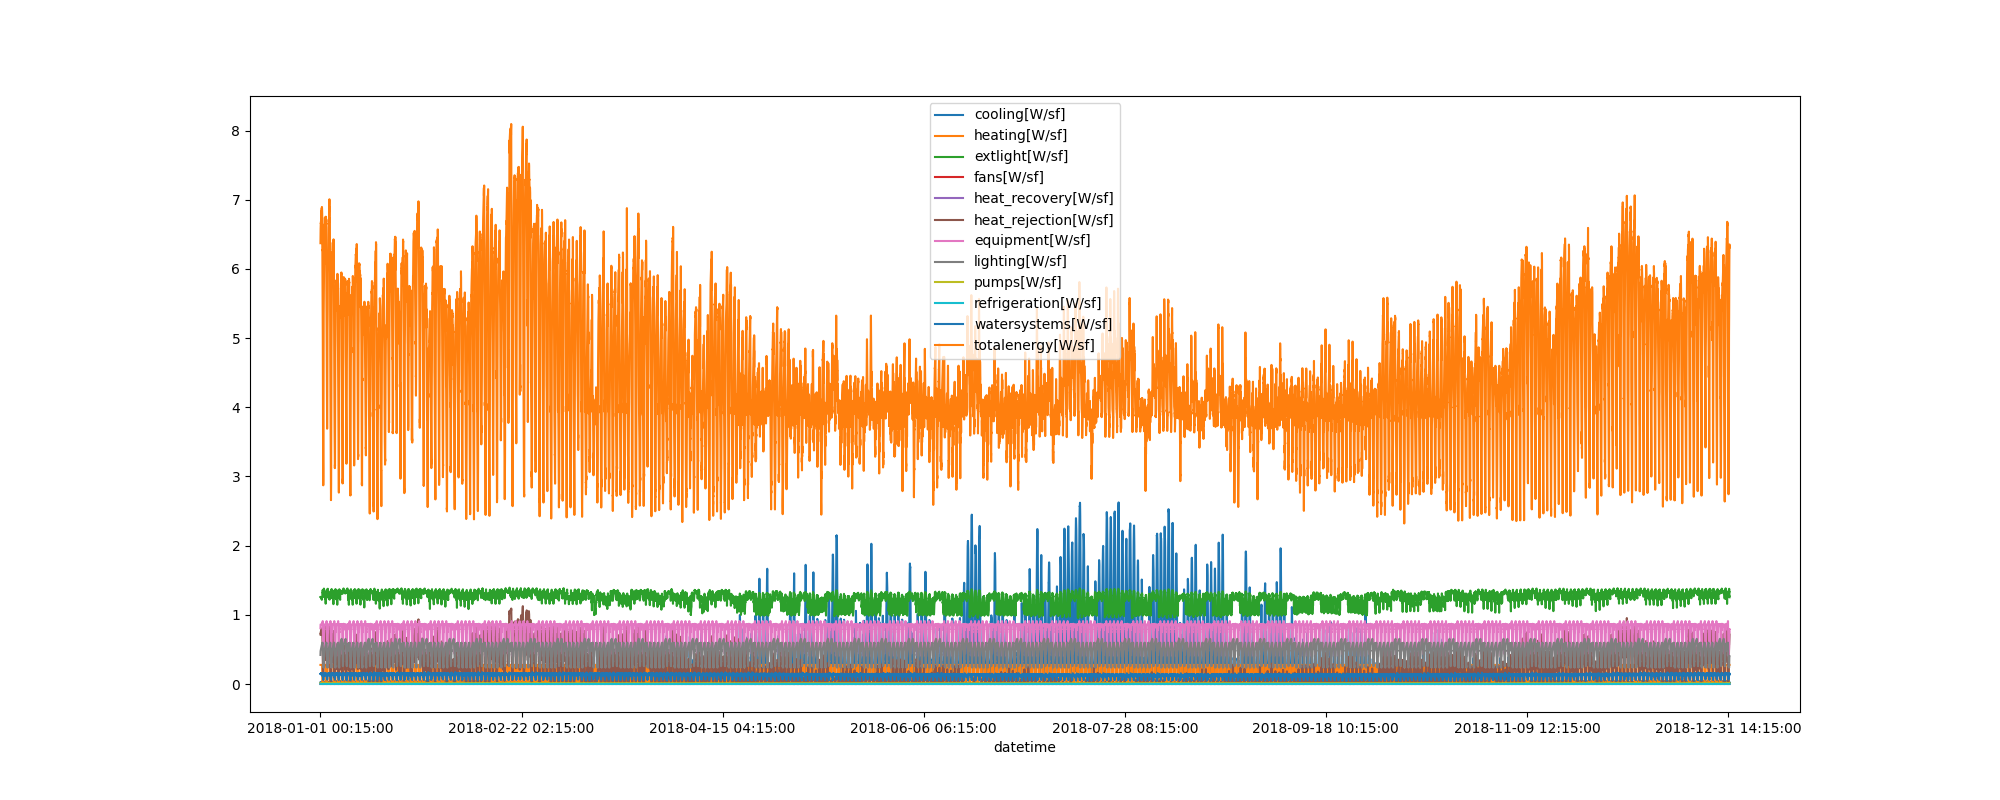 8
7
6
5
4
3
2
1
0
cooling[W/sf]
heating[W/sf]
extlight[W/sf]
fans[W/sf]
heat_recovery[W/sf]
heat_rejection[W/sf]
equipment[W/sf]
lighting[W/sf]
pumps[W/sf]
refrigeration[W/sf]
watersystems[W/sf]
totalenergy[W/sf]
2018-01-01 00:15:00 2018-02-22 02:15:00 2018-04-15 04:15:00 2018-06-06 06:15:00 2018-07-28 08:15:00 2018-09-18 10:15:00 2018-11-09 12:15:00 2018-12-31 14:15:00
datetime